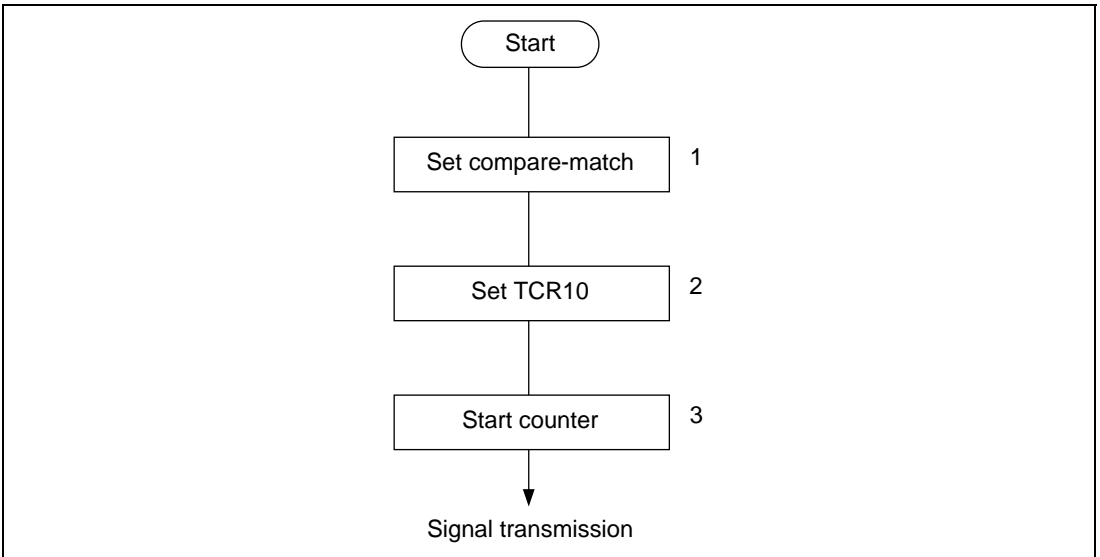 Start
Set compare-match
1
Set TCR10
2
Start counter
3
Signal transmission